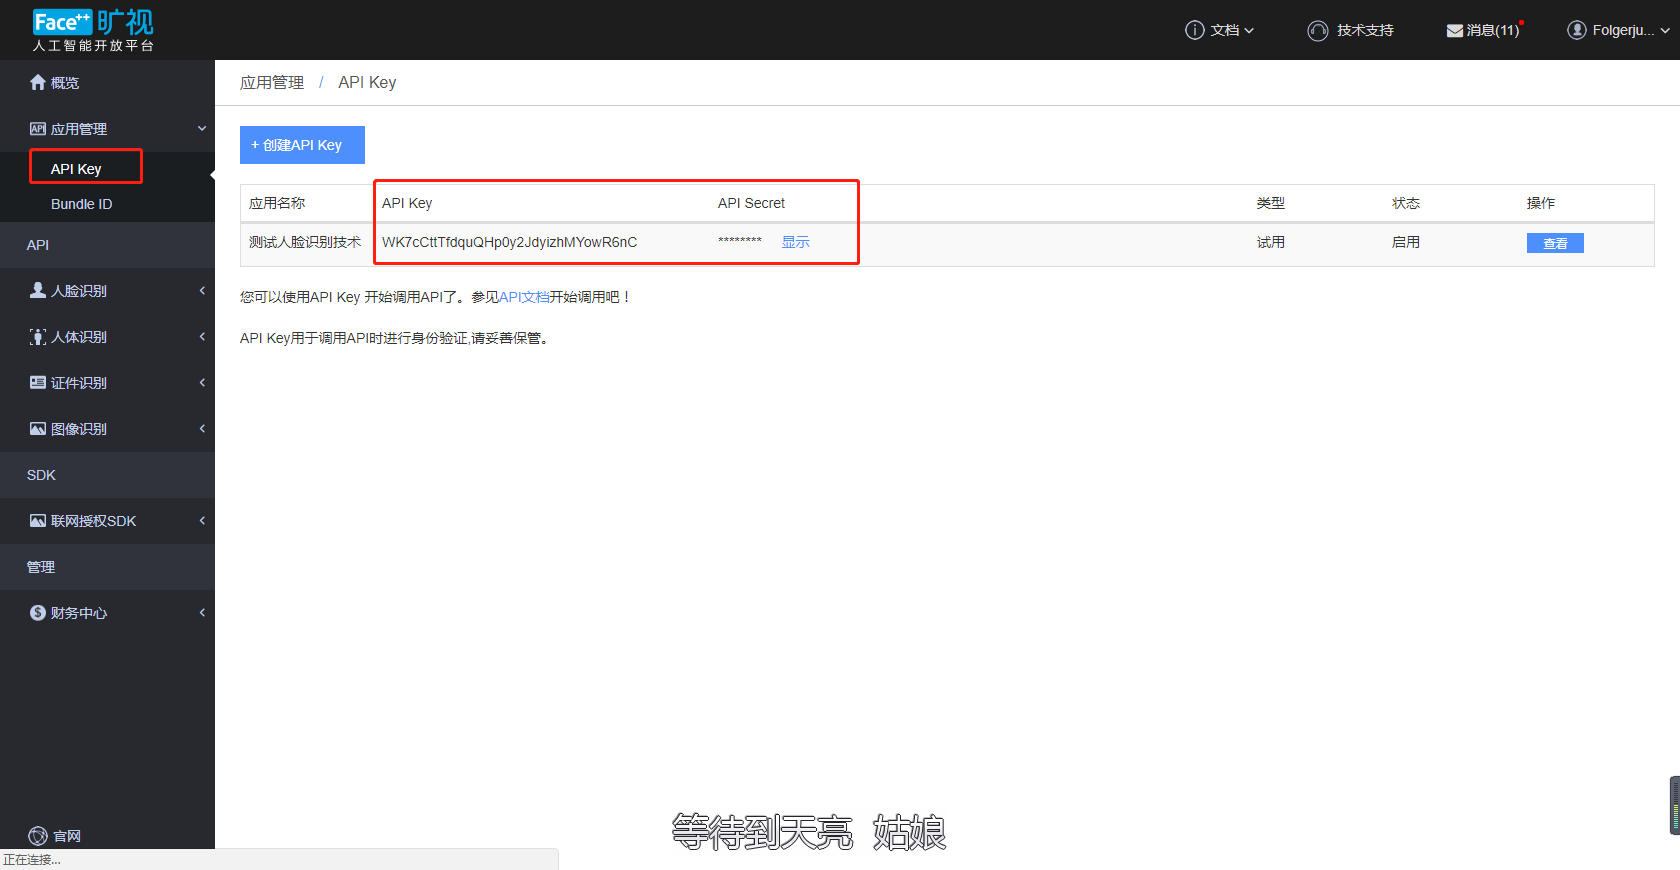 Face++ 旷视
人工智能开放平台
文档
技术支持
消息(11)
Folgerju...
概览
应用管理
API Key
Bundle ID
API
人脸识别
人体识别
证件识别
图像识别
SDK
联网授权SDK
管理
财务中心
官网
正在连接...
应用管理 / API Key
+ 创建API Key
应用名称 API Key API Secret 类型 状态 操作
测试人脸识别技术 WK7cCttTfdquQHp0y2JdyizhMYowR6nC ******** 显示 试用 启用 查看
您可以使用API Key 开始调用API了。参见API文档开始调用吧！
API Key用于调用API时进行身份验证,请妥善保管。
等待到天亮 姑娘